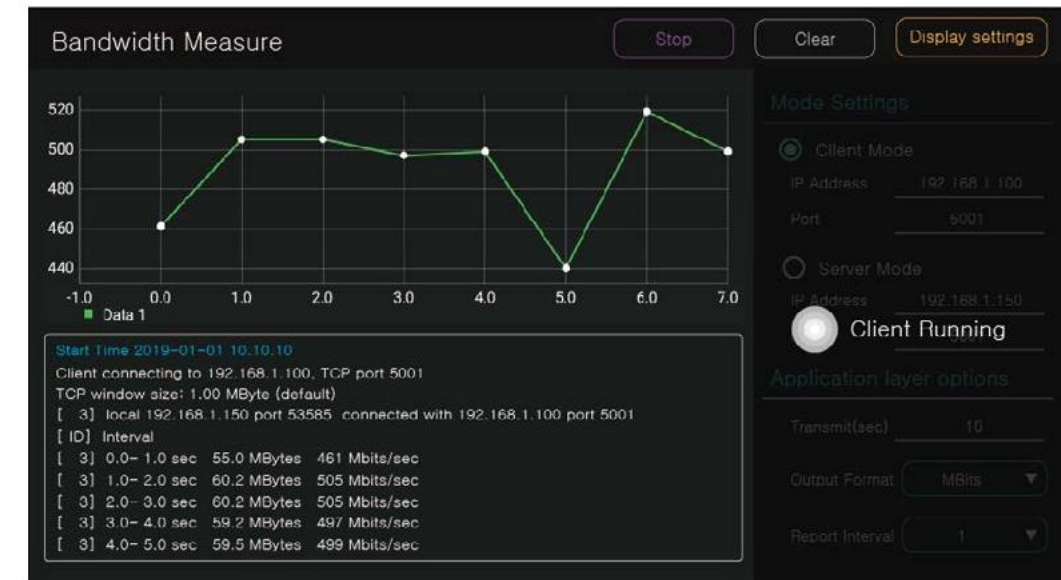 Bandwidth Measure
Stop
Clear
Display settings
520
500
480
460
440
-1.0 0.0 1.0 2.0 3.0 4.0 5.0 6.0 7.0
Data 1
Start Time 2019-01-01 10.10.10
Client connecting to 192.168.1.100, TCP port 5001
TCP window size: 1.00 MByte (default)
[ 3] local 192.168.1.150 port 53585 connected with 192.168.1.100 port 5001
[ ID] Interval
[ 3] 0.0- 1.0 sec 55.0 MBytes 461 Mbits/sec
[ 3] 1.0- 2.0 sec 60.2 MBytes 505 Mbits/sec
[ 3] 2.0- 3.0 sec 60.2 MBytes 505 Mbits/sec
[ 3] 3.0- 4.0 sec 59.2 MBytes 497 Mbits/sec
[ 3] 4.0- 5.0 sec 59.5 MBytes 499 Mbits/sec
Mode Settings
Client Mode
IP Address 192.168.1.100
Port 5001
Server Mode
IP Address 192.168.1.150
Client Running
Application layer options
Transmit(sec) 10
Output Format MBits
Report Interval 1